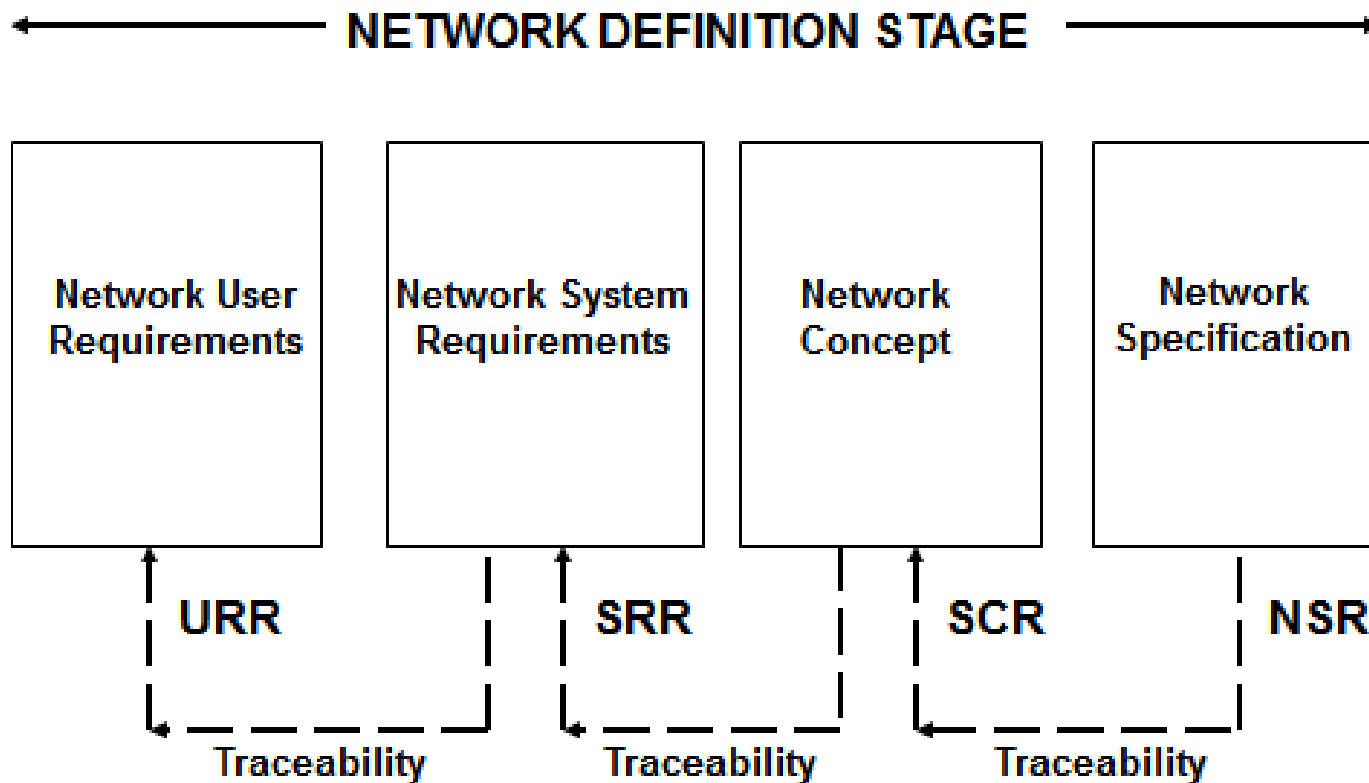 NETWORK DEFINITION STAGE
Network User
Requirements
Network System
Requirements
Network
Concept
Network
Specification
URR
SRR
SCR
NSR
Traceability
Traceability
Traceability